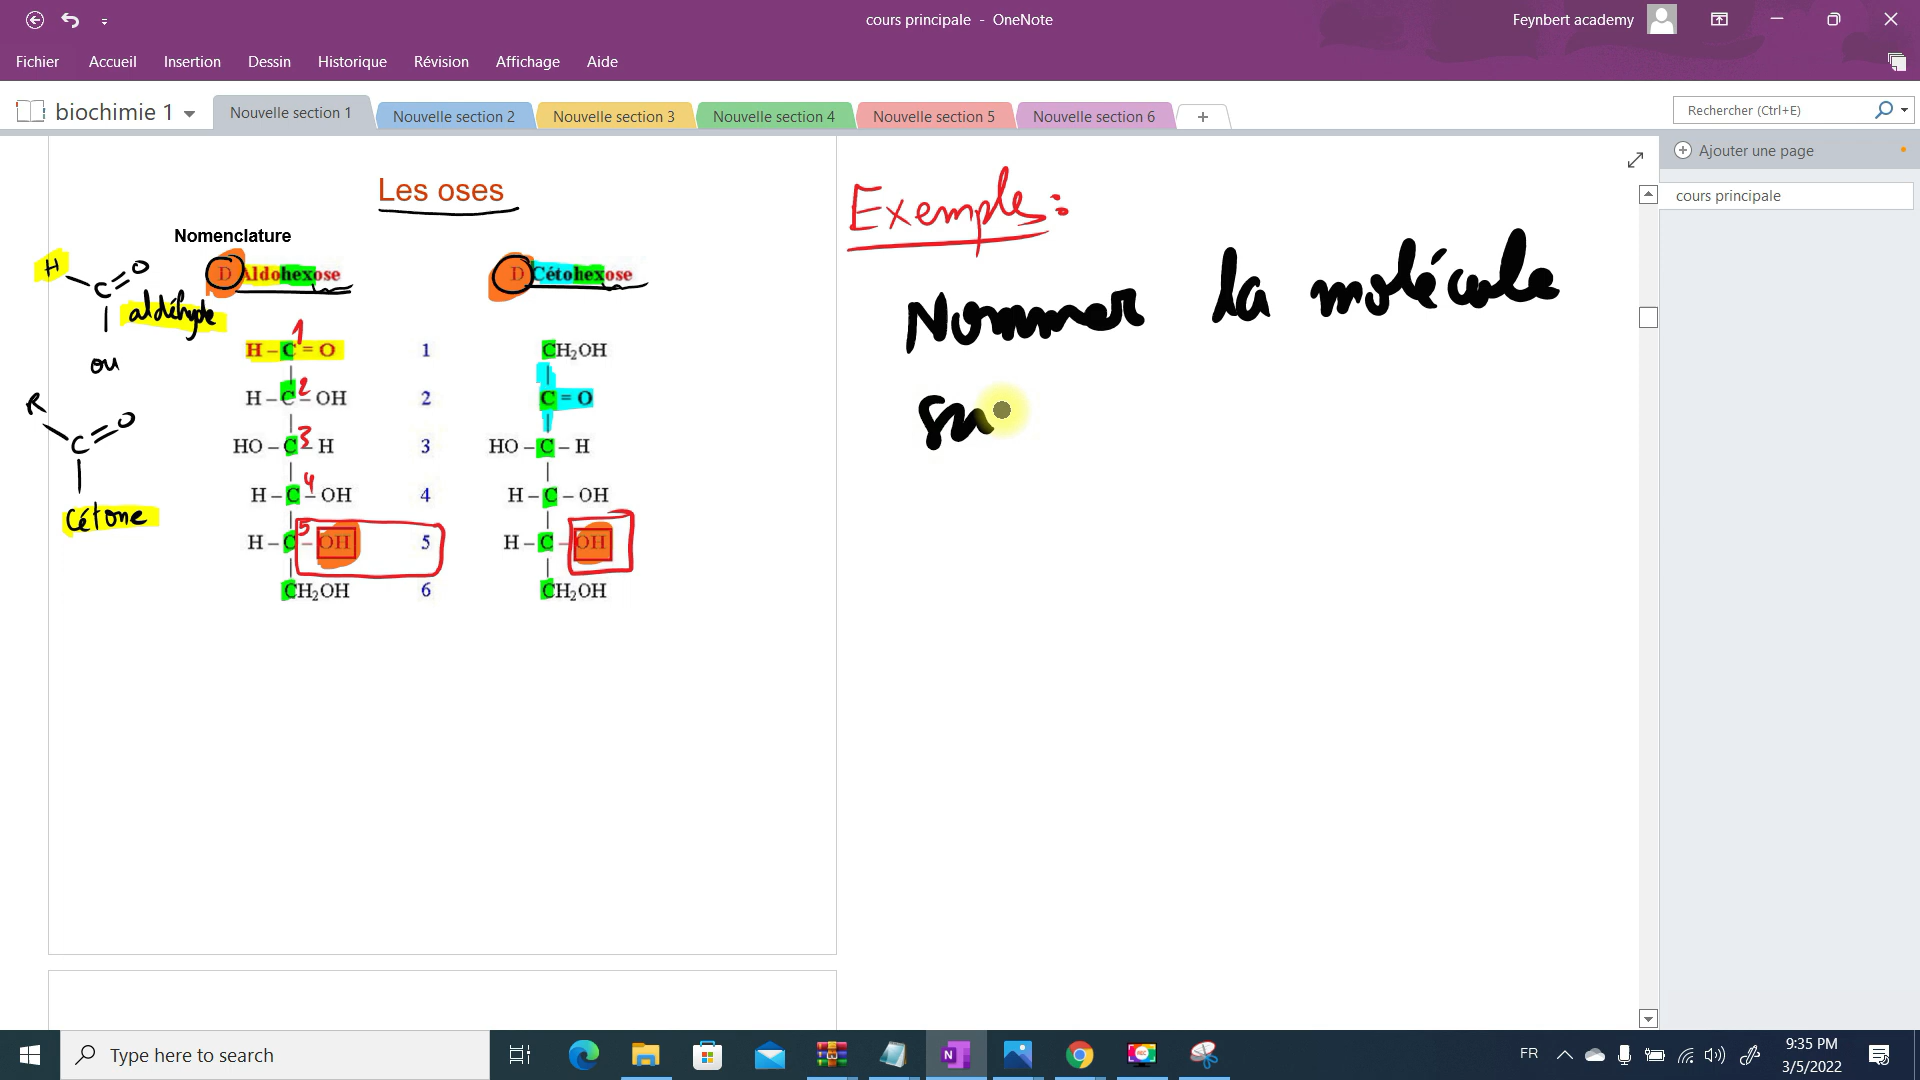 cours principale - OneNote
Feynbert academy
Fichier Accueil Insertion Dessin Historique Révision Affichage Aide
biochimie 1
Nouvelle section 1
Nouvelle section 2
Nouvelle section 3
Nouvelle section 4
Nouvelle section 5
Nouvelle section 6
+
Rechercher (Ctrl+E)
Ajouter une page
cours principale
Les oses
Nomenclature
H
C
O
aldéhyde
ou
R
C
O
Cétone
D Aldohexose
H – C = O 1
H – C – OH 2
HO – C – H 3
H – C – OH 4
H – C – OH 5
CH₂OH 6
1
2
3
4
5
D Cétohexose
CH₂OH
C = O
HO – C – H
H – C – OH
H – C – OH
CH₂OH
Exemple:
Nommer la molécule
Type here to search
FR
9:35 PM
3/5/2022